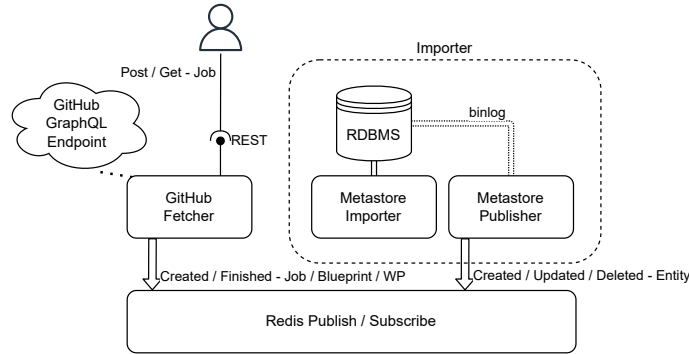 Importer
Post / Get - Job
GitHub
GraphQL
Endpoint
REST
RDBMS
binlog
GitHub
Fetcher
Metastore
Importer
Metastore
Publisher
Created / Finished - Job / Blueprint / WP
Created / Updated / Deleted - Entity
Redis Publish / Subscribe